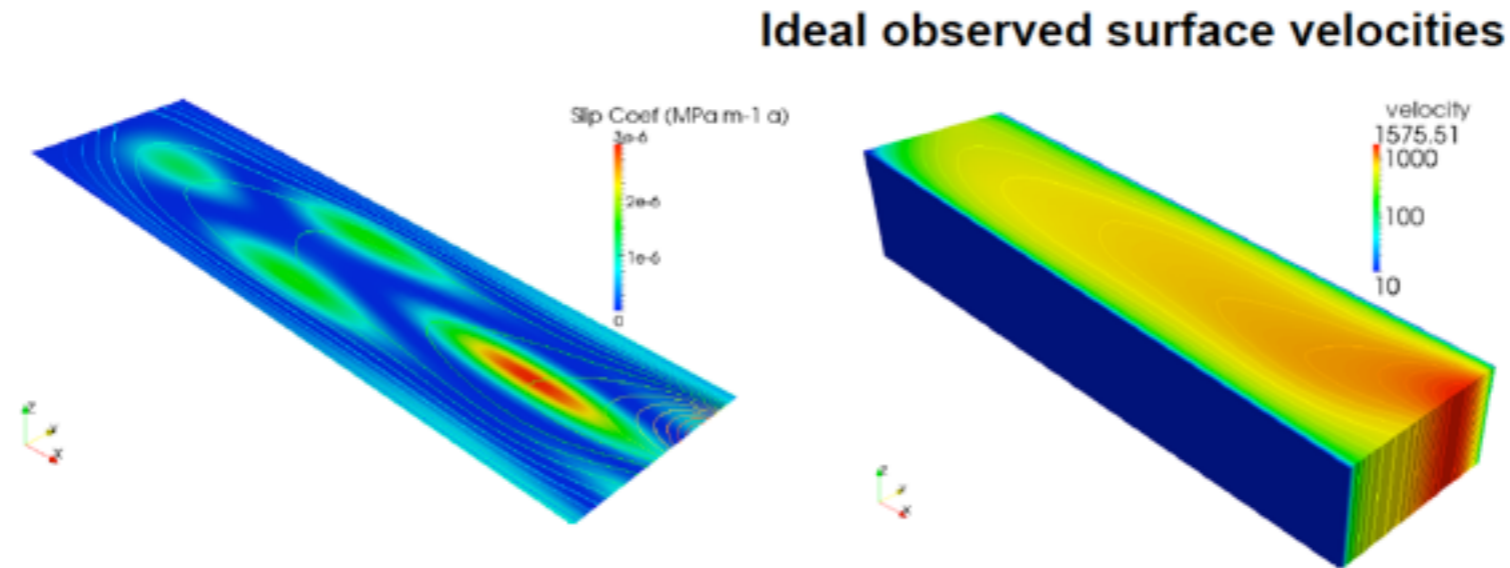 Ideal observed surface velocities
Slip Coef (MPa m-1 a)
3e-6
2e-6
1e-6
0
velocity
1575.51
1000
100
10
Z
Y
X
Z
Y
X